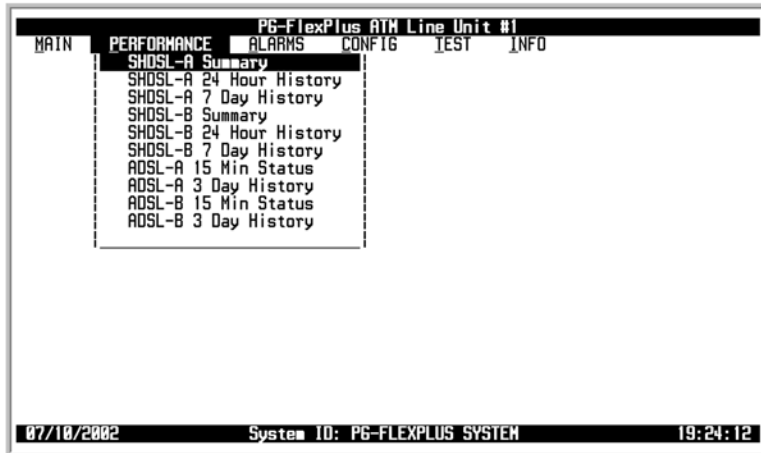 PG-FlexPlus ATM Line Unit #1
MAIN PERFORMANCE ALARMS CONFIG TEST INFO
SHDSL-A Summary
SHDSL-A 24 Hour History
SHDSL-A 7 Day History
SHDSL-B Summary
SHDSL-B 24 Hour History
SHDSL-B 7 Day History
ADSL-A 15 Min Status
ADSL-A 3 Day History
ADSL-B 15 Min Status
ADSL-B 3 Day History
07/10/2002 System ID: PG-FLEXPLUS SYSTEM 19:24:12